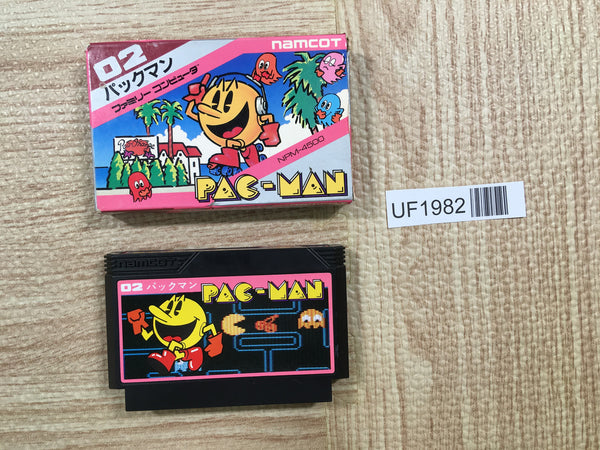 02
パックマン
ファミリー コンピュータ
namcot
NPM-4500
PAC-MAN
UF1982
namcot
02 パックマン
PAC-MAN